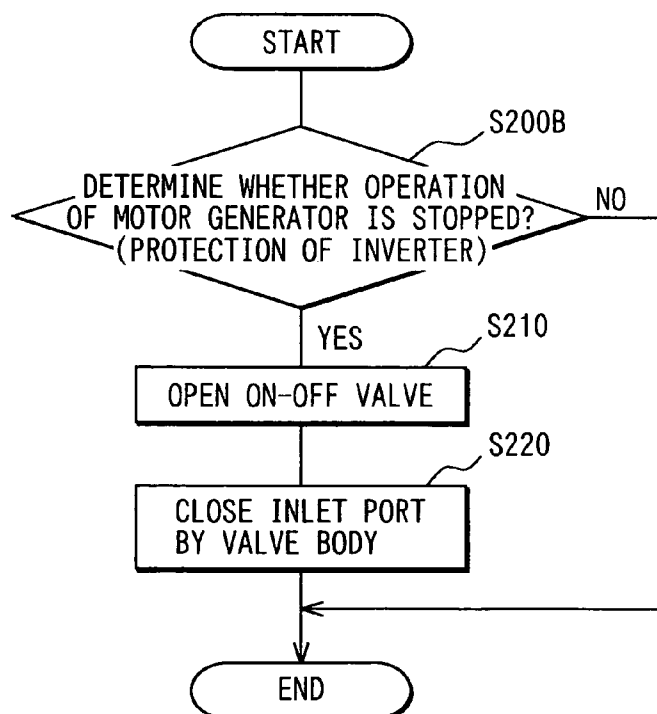 START
S200B
DETERMINE WHETHER OPERATION
OF MOTOR GENERATOR IS STOPPED?
(PROTECTION OF INVERTER)
NO
YES
S210
OPEN ON-OFF VALVE
S220
CLOSE INLET PORT
BY VALVE BODY
END